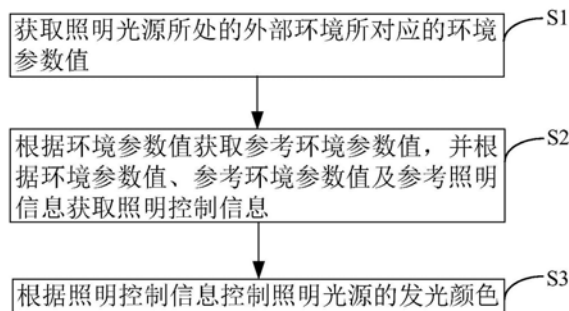 获取照明光源所处的外部环境所对应的环境
参数值
S1
根据环境参数值获取参考环境参数值，并根
据环境参数值、参考环境参数值及参考照明
信息获取照明控制信息
S2
根据照明控制信息控制照明光源的发光颜色
S3